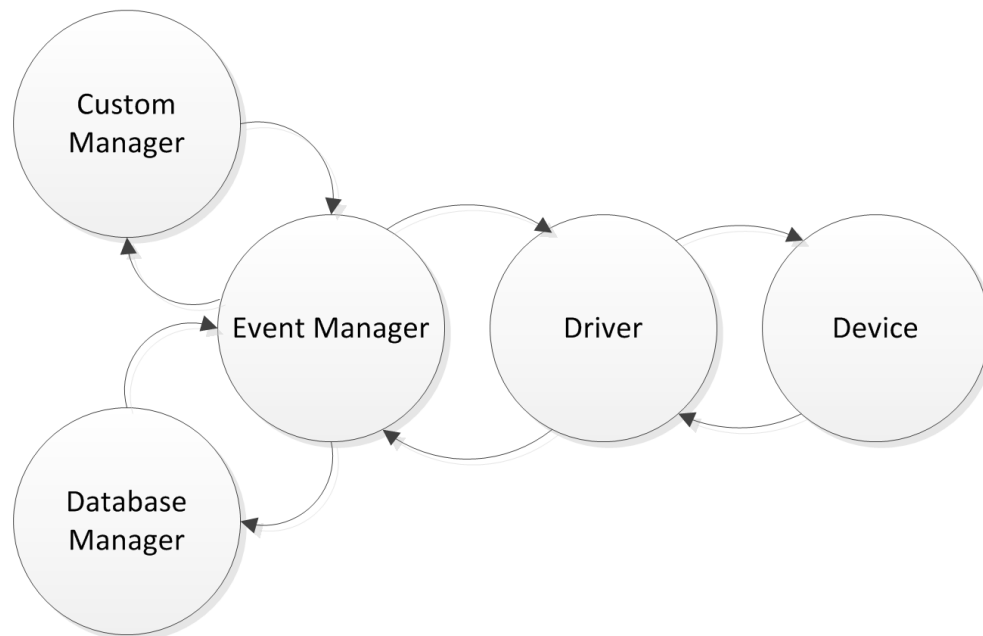 Custom
Manager
Event Manager
Driver
Device
Database
Manager